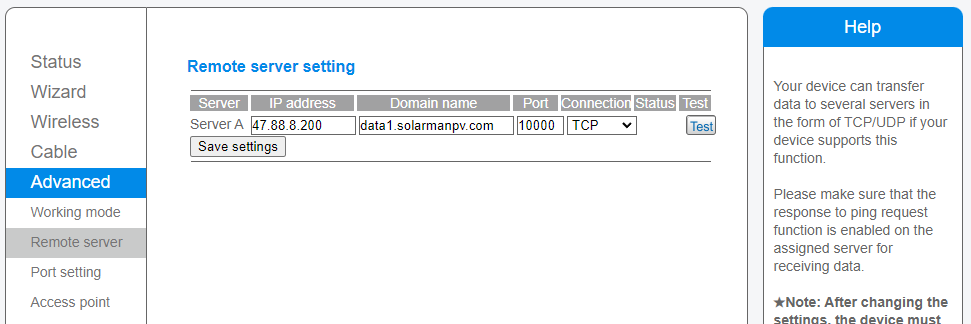 Status
Wizard
Wireless
Cable
Advanced
Working mode
Remote server
Port setting
Access point
Remote server setting
Server IP address Domain name Port Connection Status Test
Server A 47.88.8.200 data1.solarmanpv.com 10000 TCP Test
Save settings
Help
Your device can transfer
data to several servers in
the form of TCP/UDP if your
device supports this
function.
Please make sure that the
response to ping request
function is enabled on the
assigned server for
receiving data.
★Note: After changing the
settings, the device must